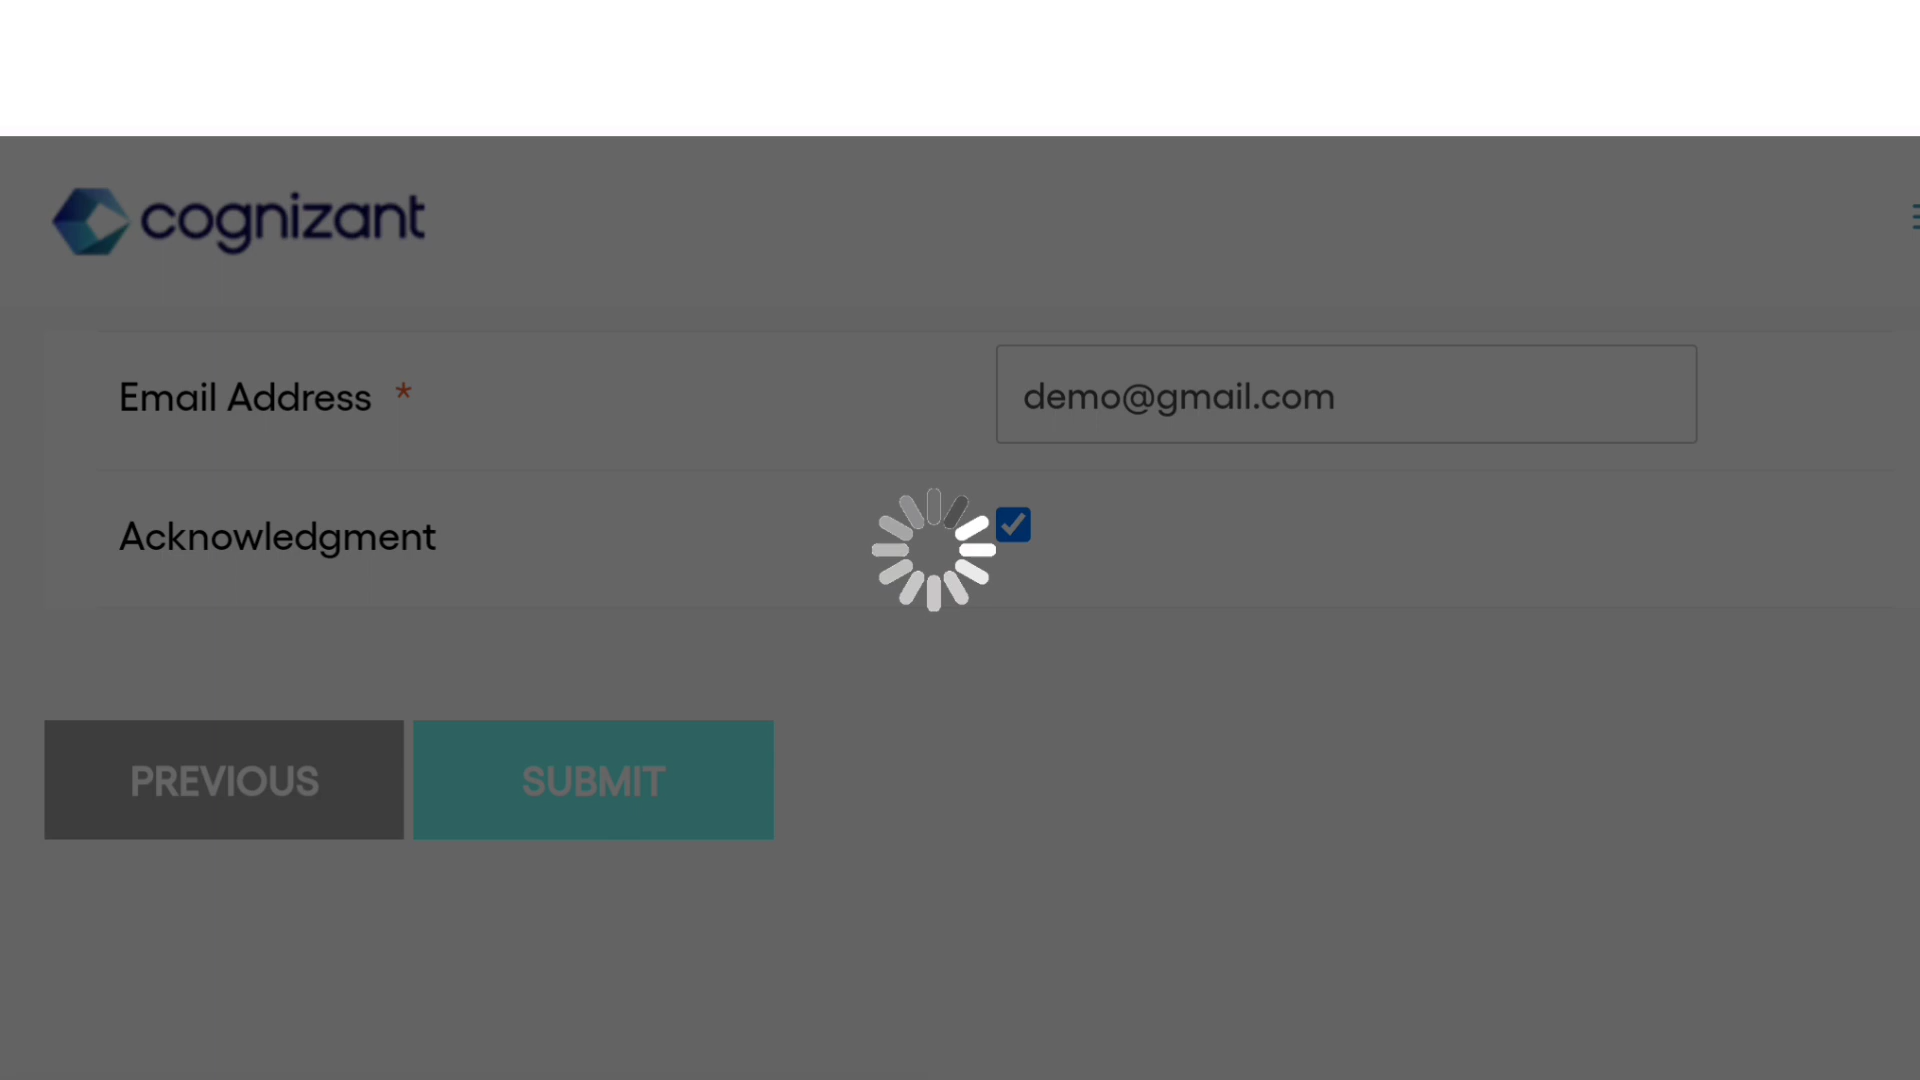 cognizant
Email Address *
demo@gmail.com
Acknowledgment
PREVIOUS
SUBMIT